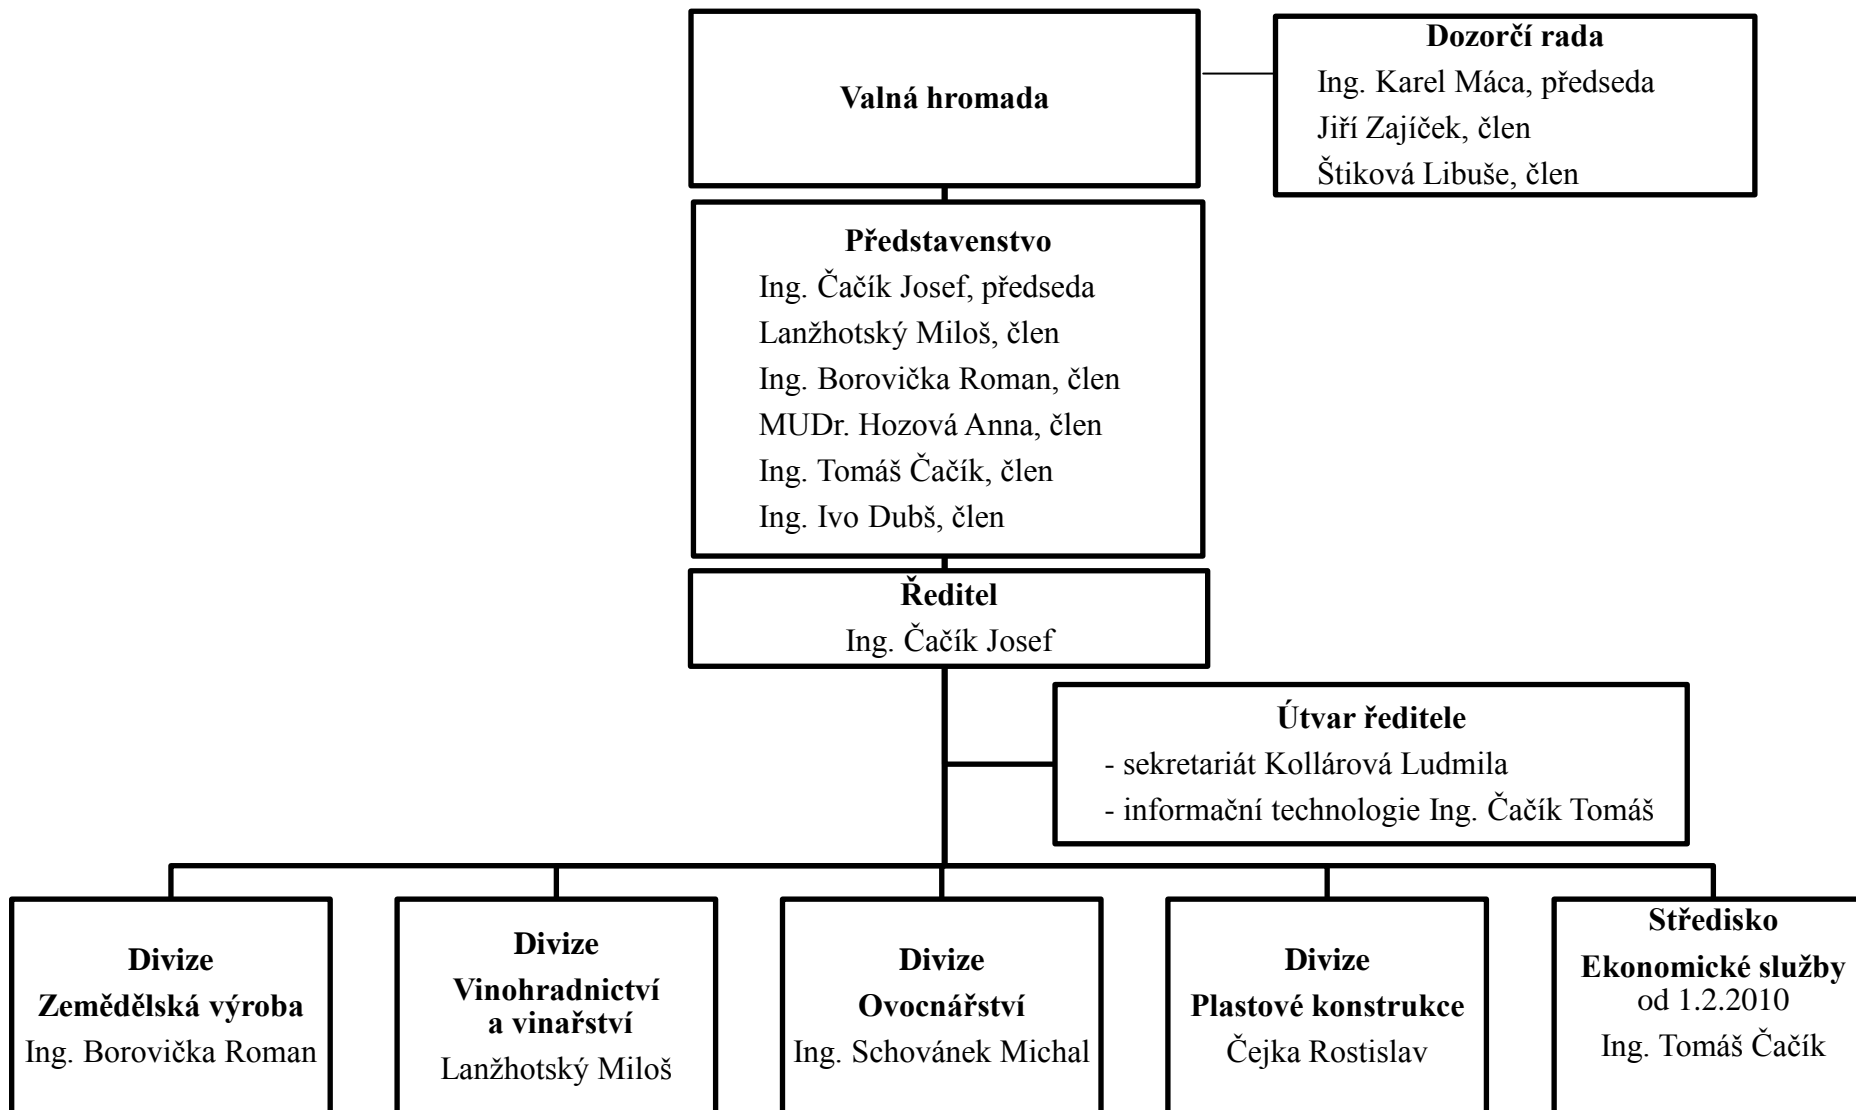 Valná hromada
Dozorčí rada
Ing. Karel Máca, předseda
Jiří Zajíček, člen
Štiková Libuše, člen
Představenstvo
Ing. Čačík Josef, předseda
Lanžhotský Miloš, člen
Ing. Borovička Roman, člen
MUDr. Hozová Anna, člen
Ing. Tomáš Čačík, člen
Ing. Ivo Dubš, člen
Ředitel
Ing. Čačík Josef
Útvar ředitele
- sekretariát Kollárová Ludmila
- informační technologie Ing. Čačík Tomáš
Divize
Zemědělská výroba
Ing. Borovička Roman
Divize
Vinohradnictví
a vinařství
Lanžhotský Miloš
Divize
Ovocnářství
Ing. Schovánek Michal
Divize
Plastové konstrukce
Čejka Rostislav
Středisko
Ekonomické služby
od 1.2.2010
Ing. Tomáš Čačík